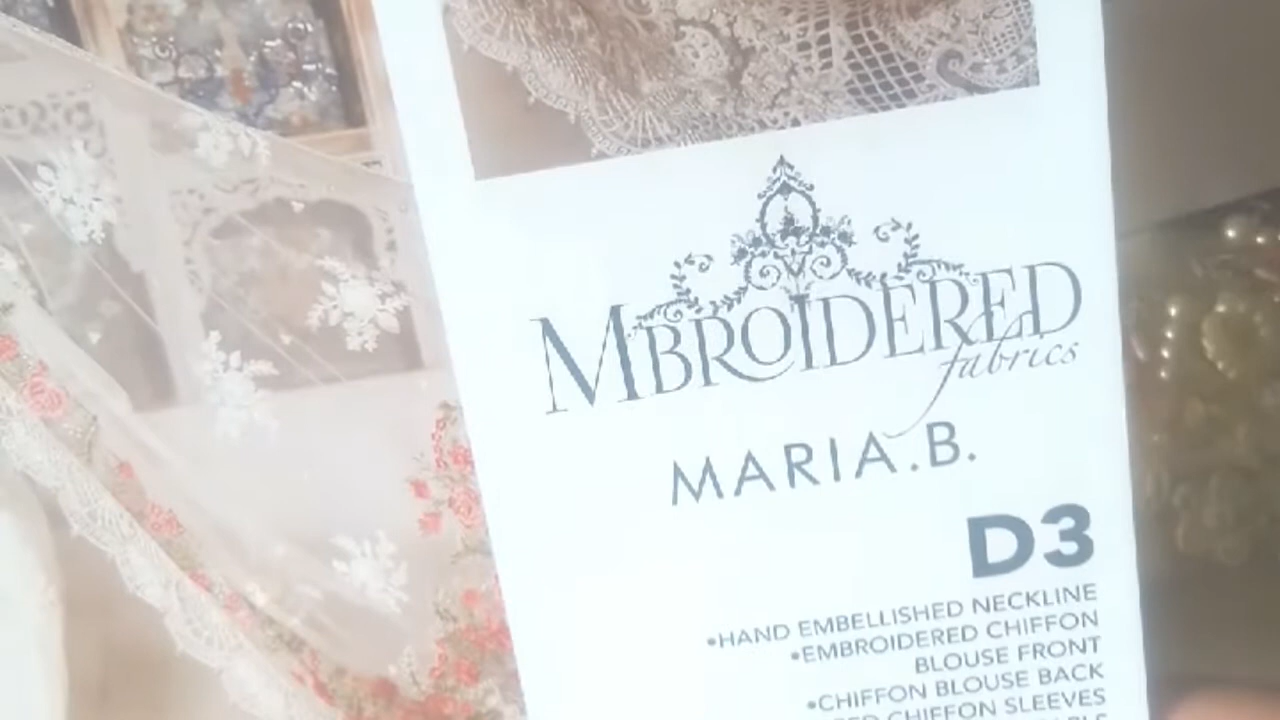 MBROIDERED
fabrics
MARIA.B.
D3
•HAND EMBELLISHED NECKLINE
•EMBROIDERED CHIFFON
BLOUSE FRONT
•CHIFFON BLOUSE BACK
CHIFFON SLEEVES